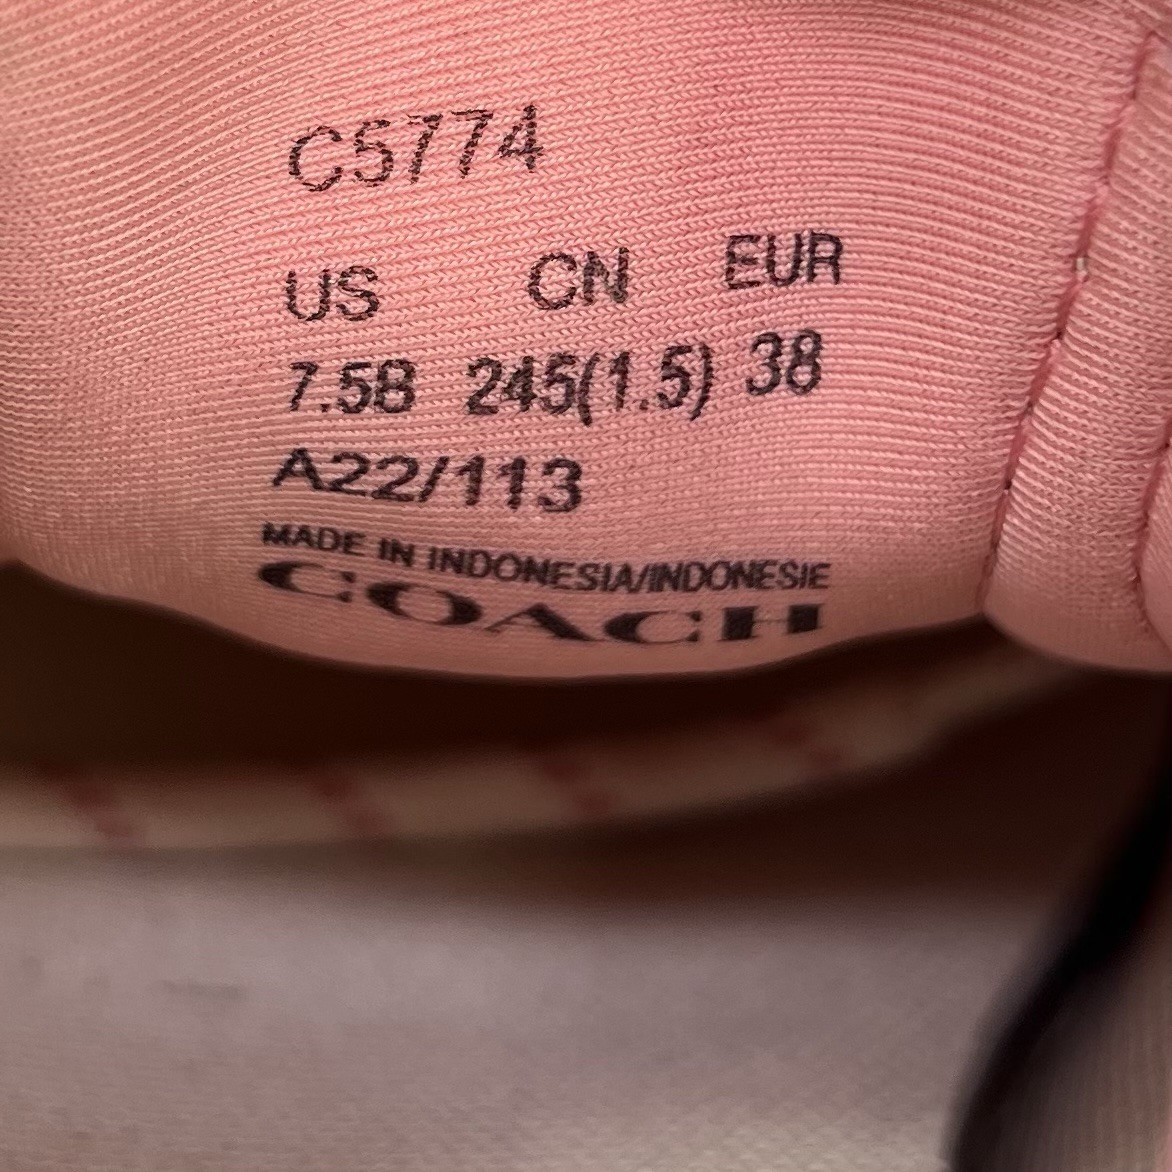 C5774
US CN EUR
7.5B 245(1.5) 38
A22/113
MADE IN INDONESIA/INDONESIE
COACH